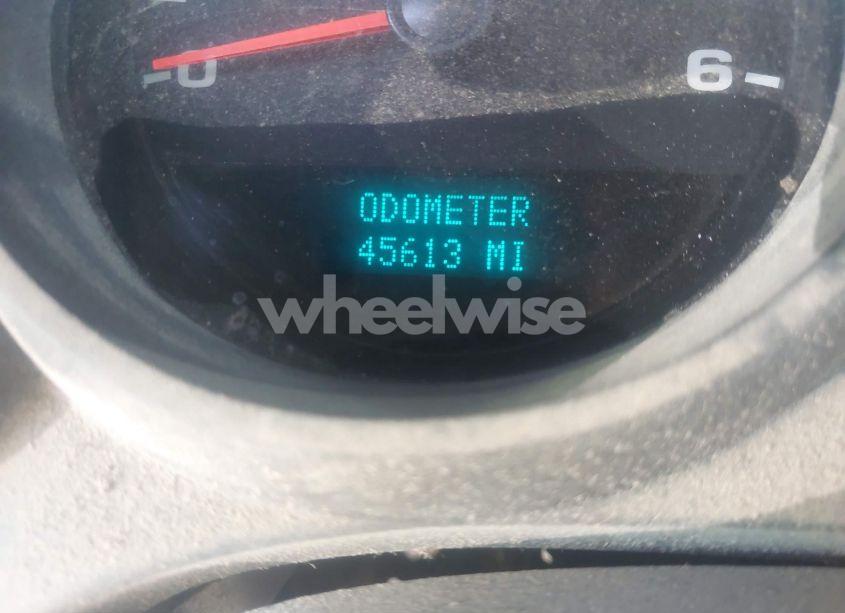 0 6
ODOMETER
45613 MI
wheelwise